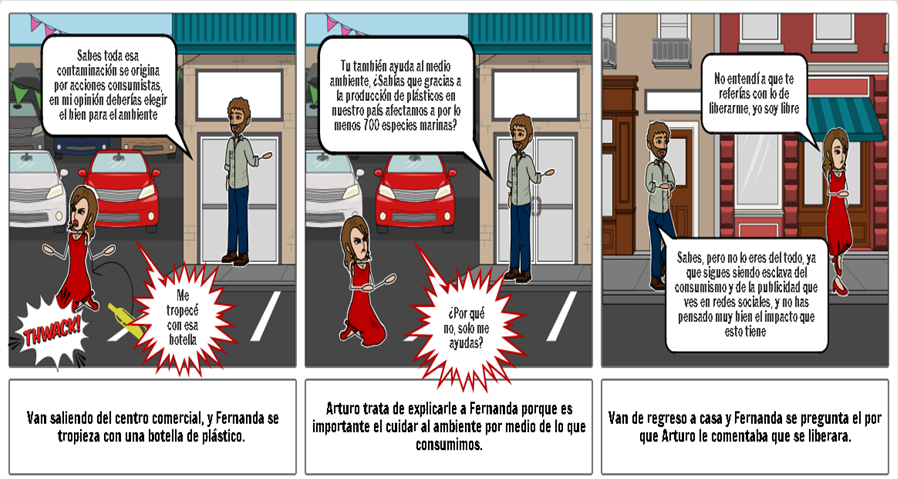 Sabes toda esa
contaminación se origina
por acciones consumistas,
en mi opinión deberías elegir
el bien para el ambiente
THWACK!
Me
tropecé
con esa
botella
Van saliendo del centro comercial, y Fernanda se
tropieza con una botella de plástico.
Tu también ayuda al medio
ambiente, ¿Sabías que gracias a
la producción de plásticos en
nuestro país afectamos a por lo
menos 700 especies marinas?
¿Por qué
no, solo me
ayudas?
Arturo trata de explicarle a Fernanda porque es
importante el cuidar al ambiente por medio de lo que
consumimos.
No entendí a que te
referías con lo de
liberarme, yo soy libre
Sabes, pero no lo eres del todo, ya
que sigues siendo esclava del
consumismo y de la publicidad que
ves en redes sociales, y no has
pensado muy bien el impacto que
esto tiene
Van de regreso a casa y Fernanda se pregunta el por
que Arturo le comentaba que se liberara.